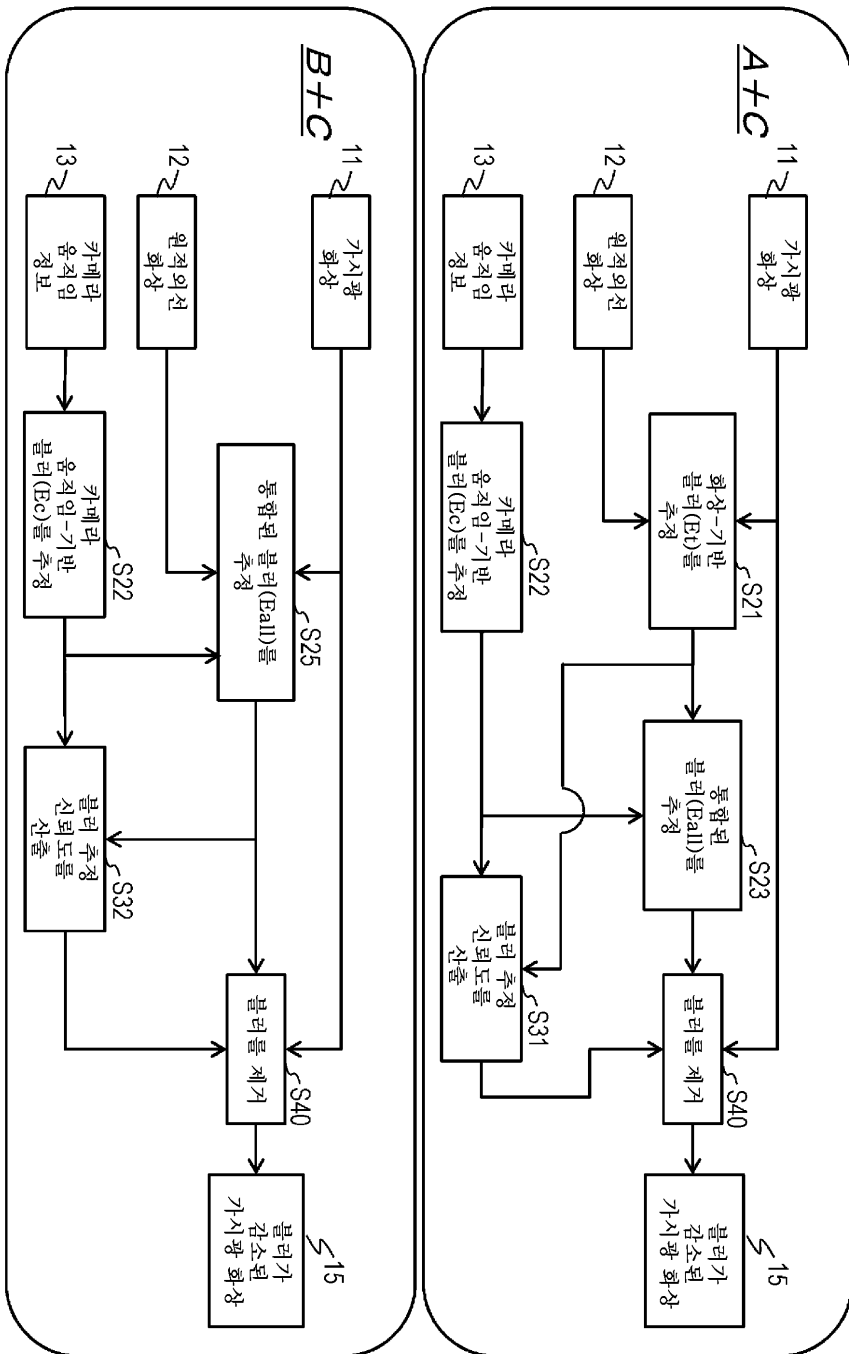 A+C
11
가시광
화상
12
원적외선
화상
13
카메라
움직임
정보
화상-기반
블러(Et)를
추정
S21
카메라
움직임-기반
블러(Ec)를 추정
S22
통합된
블러(Eall)를
추정
S23
블러 추정
신뢰도를
산출
S31
블러를 제거
S40
블러가
감소된
가시광 화상
15
B+C
11
가시광
화상
12
원적외선
화상
13
카메라
움직임
정보
카메라
움직임-기반
블러(Ec)를 추정
S22
통합된 블러(Eall)를
추정
S25
블러 추정
신뢰도를
산출
S32
블러를 제거
S40
블러가
감소된
가시광 화상
15